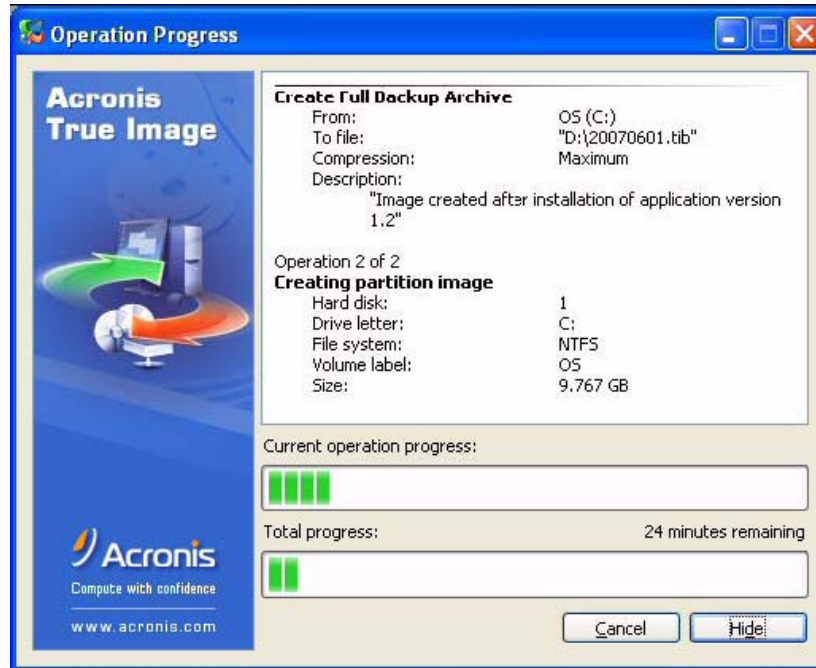 Operation Progress
Acronis
True Image
Create Full Backup Archive
From: OS (C:)
To file: "D:\20070601.tib"
Compression: Maximum
Description:
"Image created after installation of application version
1.2"
Operation 2 of 2
Creating partition image
Hard disk: 1
Drive letter: C:
File system: NTFS
Volume label: OS
Size: 9.767 GB
Current operation progress:
Total progress: 24 minutes remaining
Acronis
Compute with confidence
www.acronis.com
Cancel Hide